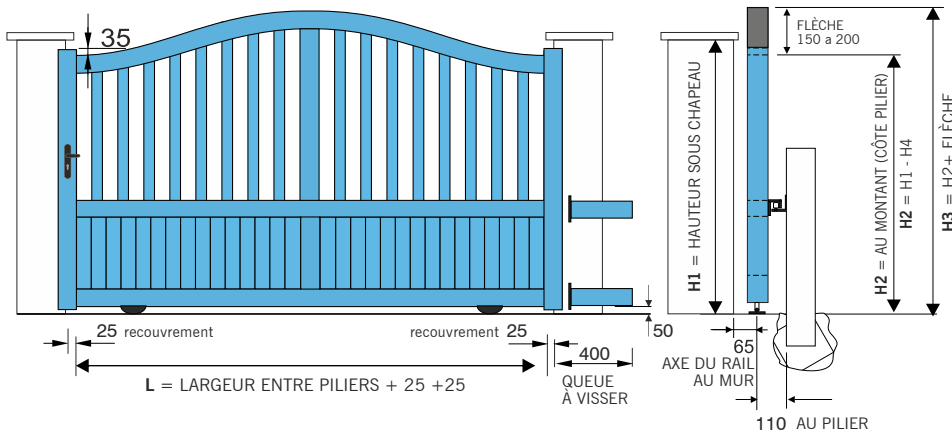 35
25 recouvrement
recouvrement 25
L = LARGEUR ENTRE PILIERS + 25 +25
400
QUEUE
À VISSER
50
H1 = HAUTEUR SOUS CHAPEAU
FLÈCHE
150 a 200
H2 = AU MONTANT (CÔTE PILIER)
H2 = H1 - H4
H3 = H2+ FLÈCHE
65
AXE DU RAIL
AU MUR
110 AU PILIER